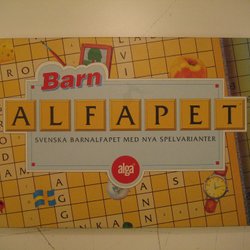 Barn
ALFAPET
SVENSKA BARNALFAPET MED NYA SPELVARIANTER
alga